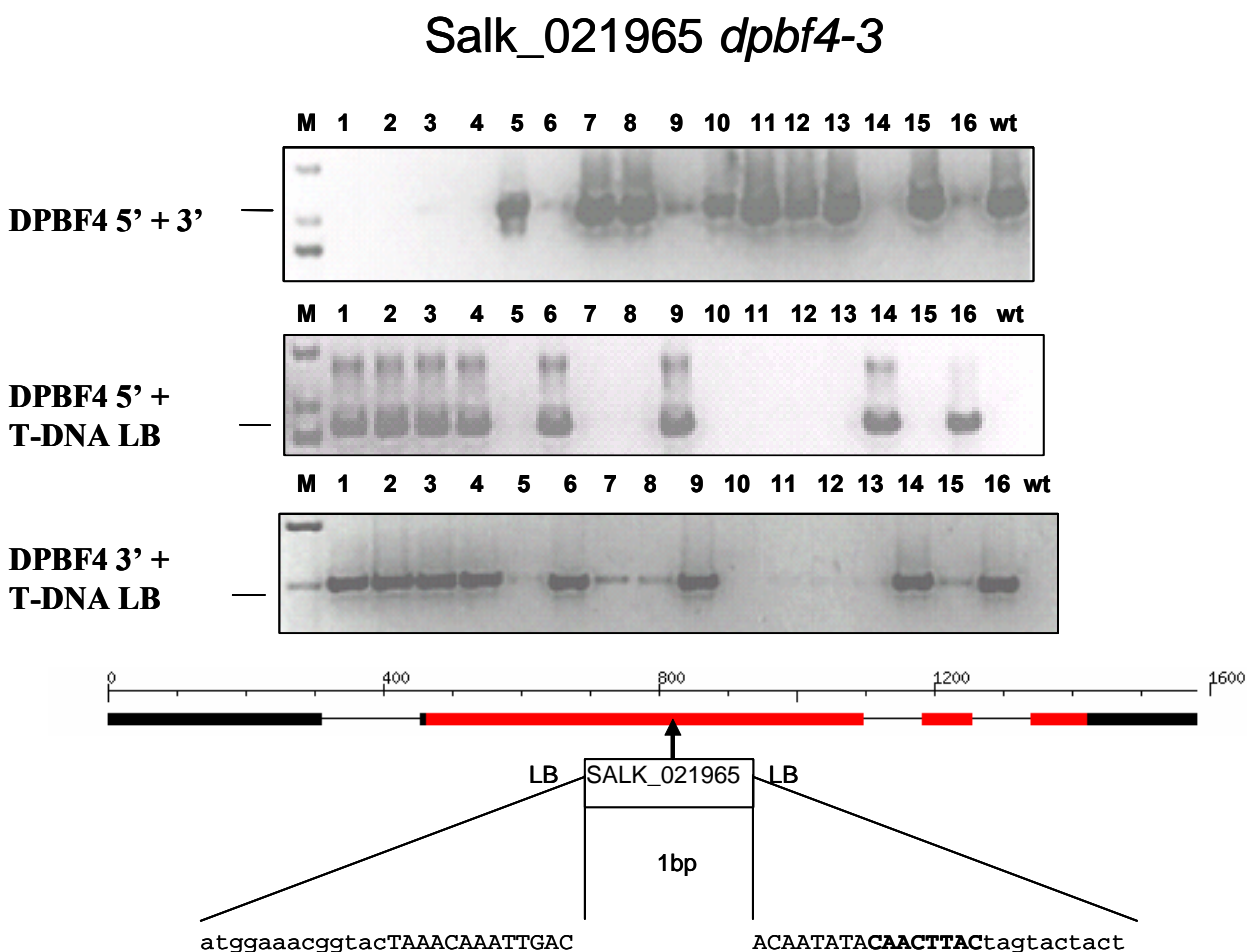 Salk_021965 dpbf4-3
M 1 2 3 4 5 6 7 8 9 10 11 12 13 14 15 16 wt
DPBF4 5’ + 3’
M 1 2 3 4 5 6 7 8 9 10 11 12 13 14 15 16 wt
DPBF4 5’ +
T-DNA LB
M 1 2 3 4 5 6 7 8 9 10 11 12 13 14 15 16 wt
DPBF4 3’ +
T-DNA LB
0 400 800 1200 1600
LB SALK_021965 LB
1bp
atggaaacggtacTAAACAAATTGAC ACAATATACAACTTACtagtactact